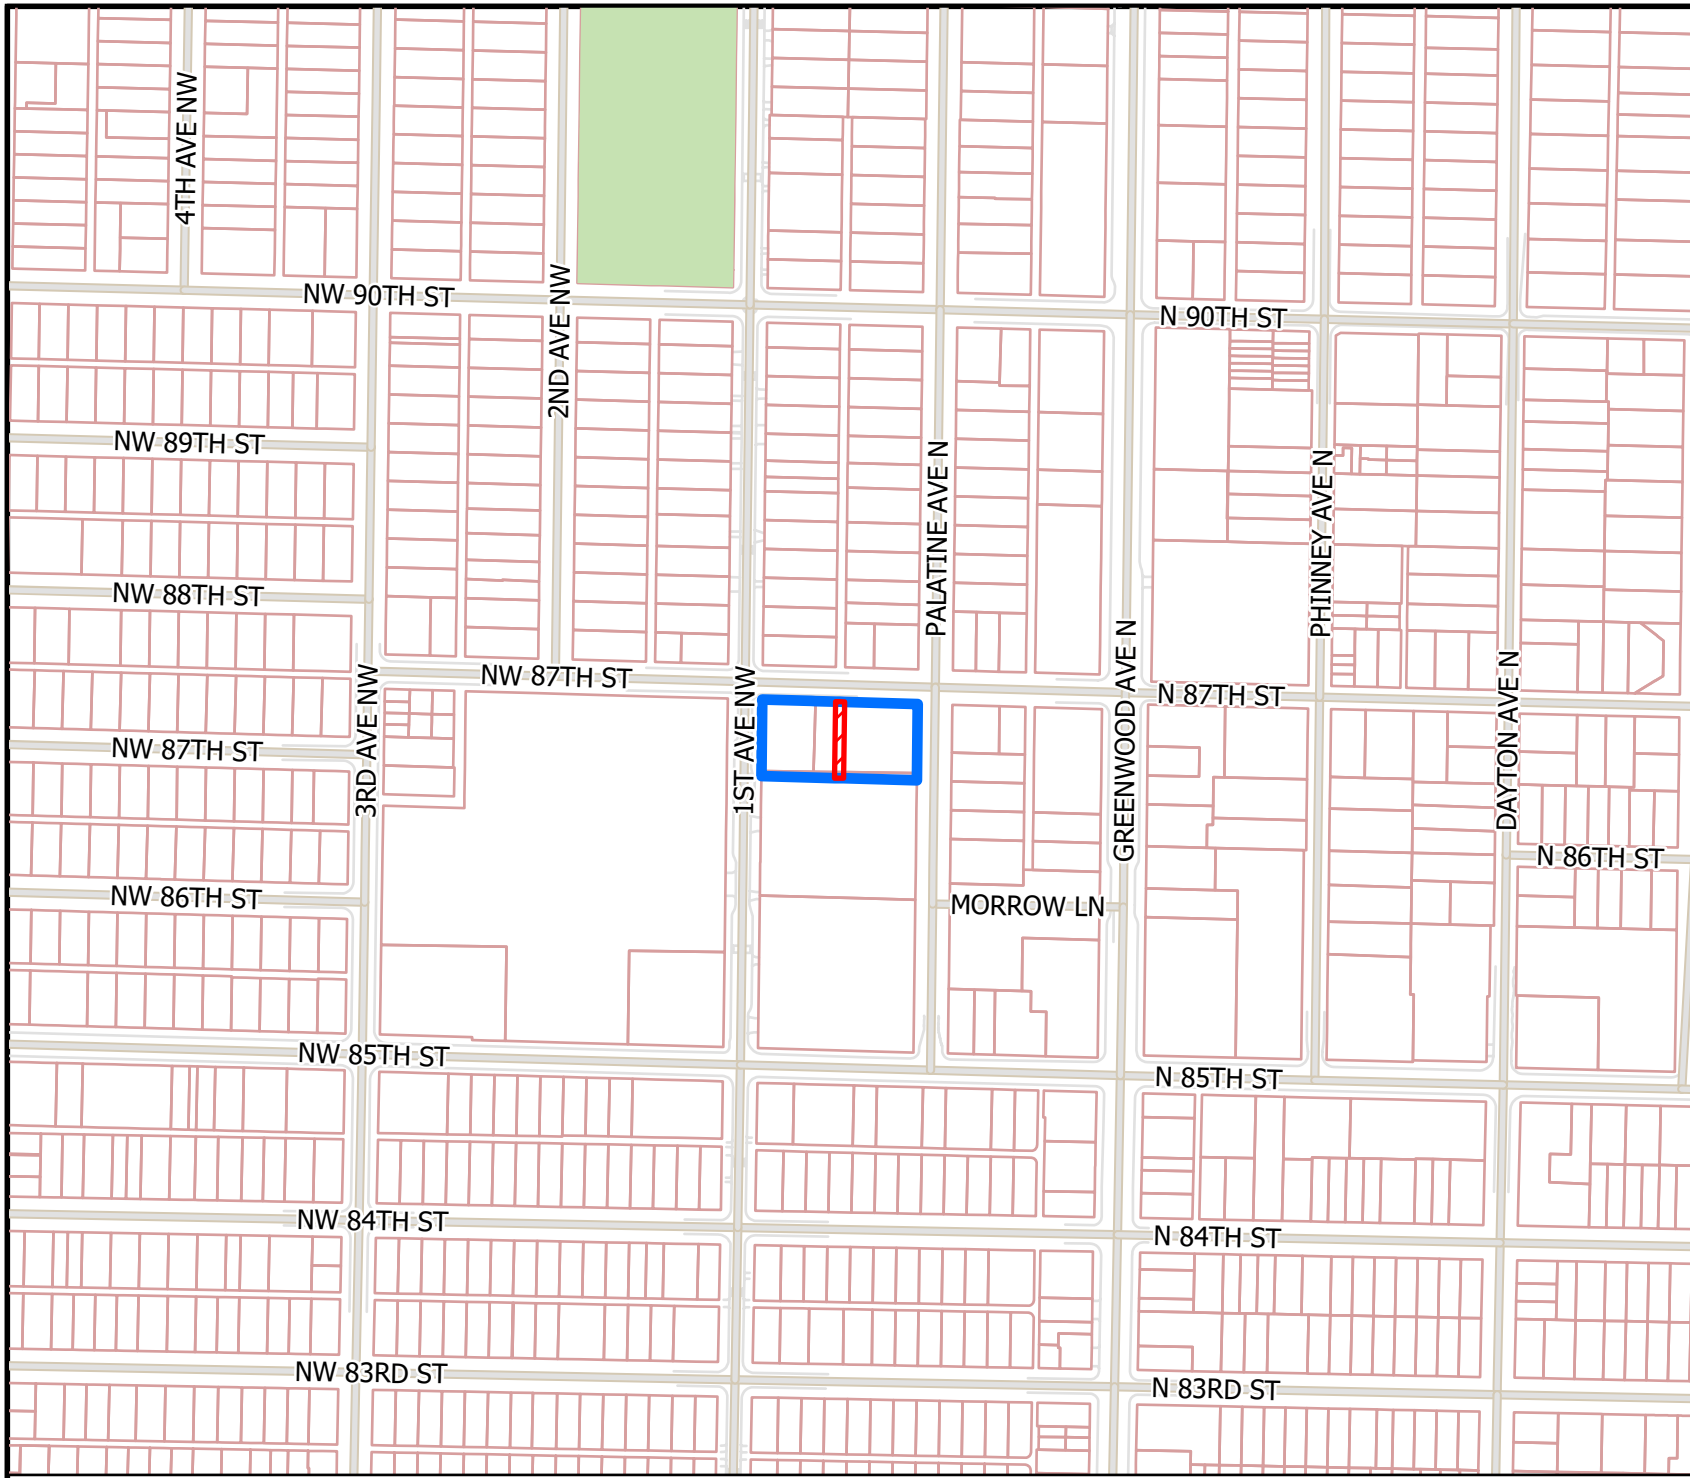 4TH AVE NW
NW 90TH ST
2ND AVE NW
N 90TH ST
NW 89TH ST
PALATINE AVE N
PHINNEY AVE N
NW 88TH ST
GREENWOOD AVE N
NW 87TH ST
3RD AVE NW
1ST AVE NW
N 87TH ST
DAYTON AVE N
NW 87TH ST
N 86TH ST
NW 86TH ST
MORROW LN
NW 85TH ST
N 85TH ST
NW 84TH ST
N 84TH ST
NW 83RD ST
N 83RD ST